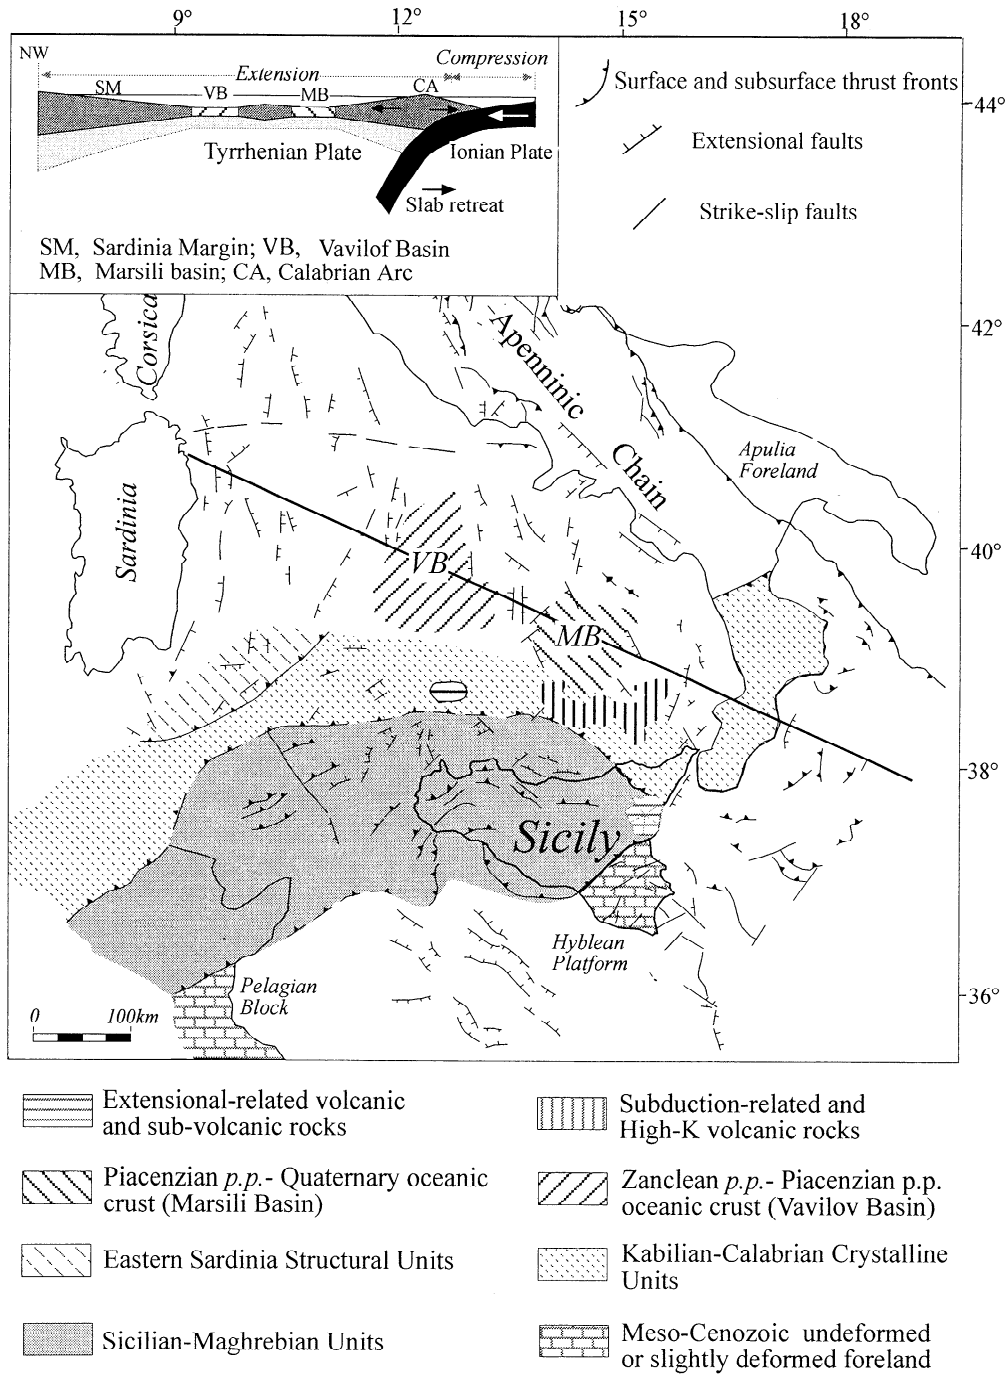 9°
12°
15°
18°
NW
Extension
Compression
SM
VB
MB
CA
Tyrrhenian Plate
Ionian Plate
Slab retreat
SM, Sardinia Margin; VB, Vavilof Basin
MB, Marsili basin; CA, Calabrian Arc
Surface and subsurface thrust fronts
Extensional faults
Strike-slip faults
44°
42°
40°
38°
36°
Corsica
Sardinia
Apenninic
Chain
Apulia
Foreland
VB
MB
Sicily
Hyblean
Platform
Pelagian
Block
0 100km
Extensional-related volcanic
and sub-volcanic rocks
Subduction-related and
High-K volcanic rocks
Piacenzian p.p.- Quaternary oceanic
crust (Marsili Basin)
Zanclean p.p.- Piacenzian p.p.
oceanic crust (Vavilov Basin)
Eastern Sardinia Structural Units
Kabilian-Calabrian Crystalline
Units
Sicilian-Maghrebian Units
Meso-Cenozoic undeformed
or slightly deformed foreland